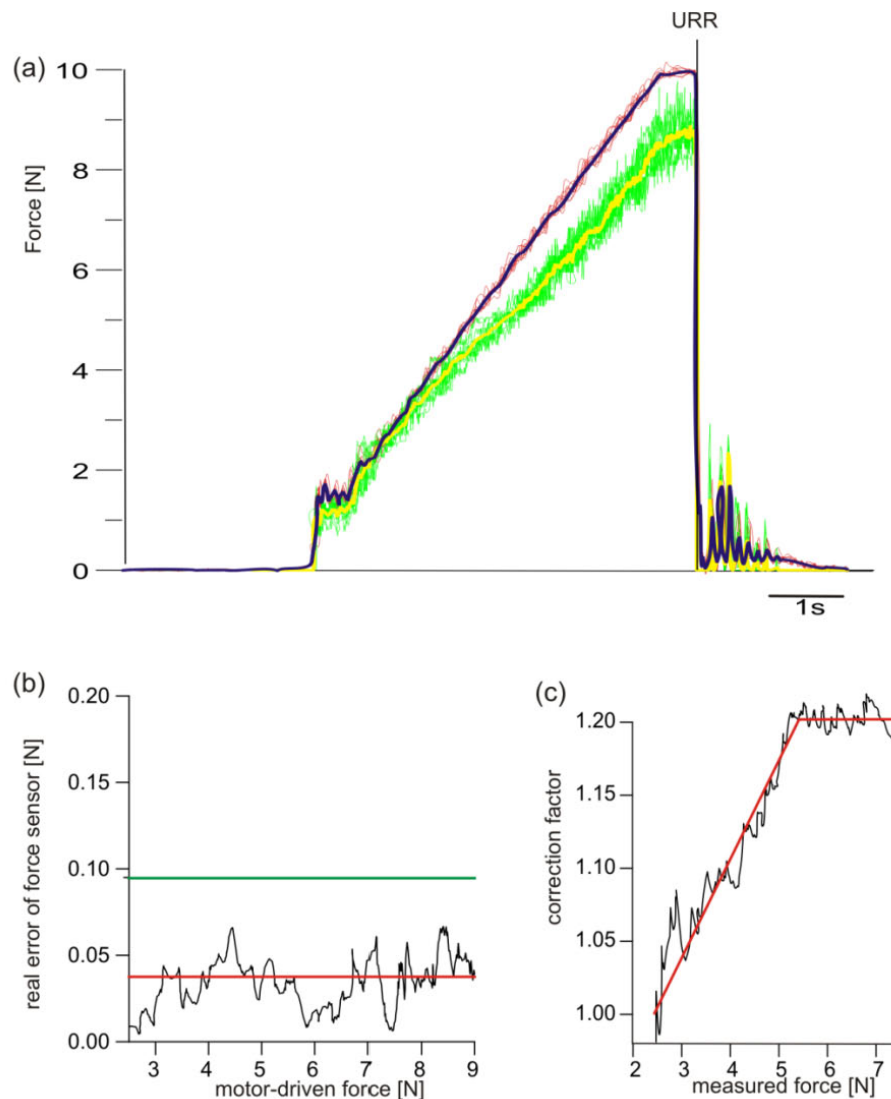 URR
(a)
Force [N]
10
8
6
4
2
0
1s
(b)
real error of force sensor [N]
0.20
0.15
0.10
0.05
0.00
3 4 5 6 7 8 9
motor-driven force [N]
(c)
correction factor
1.20
1.15
1.10
1.05
1.00
2 3 4 5 6 7
measured force [N]